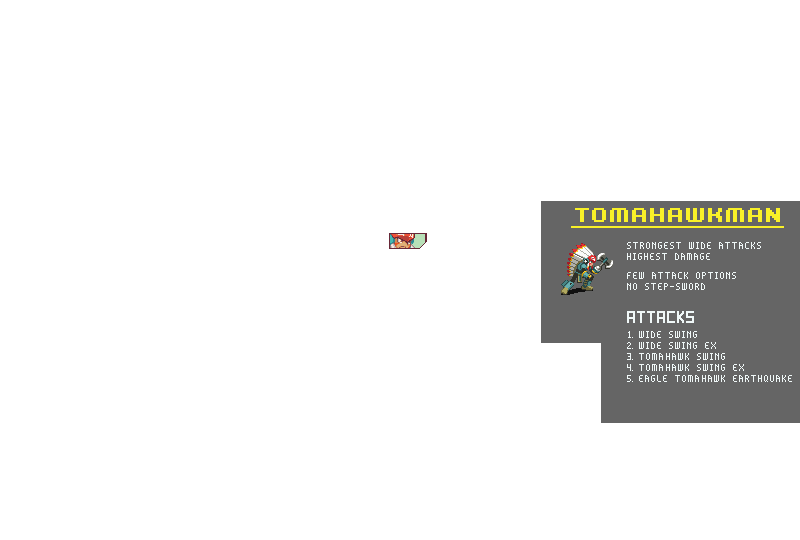 TOMAHAWKMAN
STRONGEST WIDE ATTACKS
HIGHEST DAMAGE
FEW ATTACK OPTIONS
NO STEP-SWORD
ATTACKS
1. WIDE SWING
2. WIDE SWING EX
3. TOMAHAWK SWING
4. TOMAHAWK SWING EX
5. EAGLE TOMAHAWK EARTHQUAKE